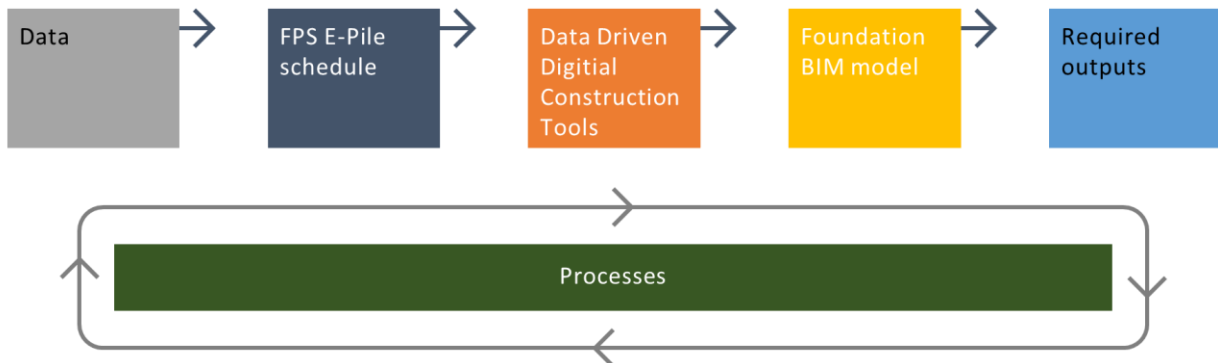 Data
FPS E-Pile
schedule
Data Driven
Digitial
Construction
Tools
Foundation
BIM model
Required
outputs
Processes